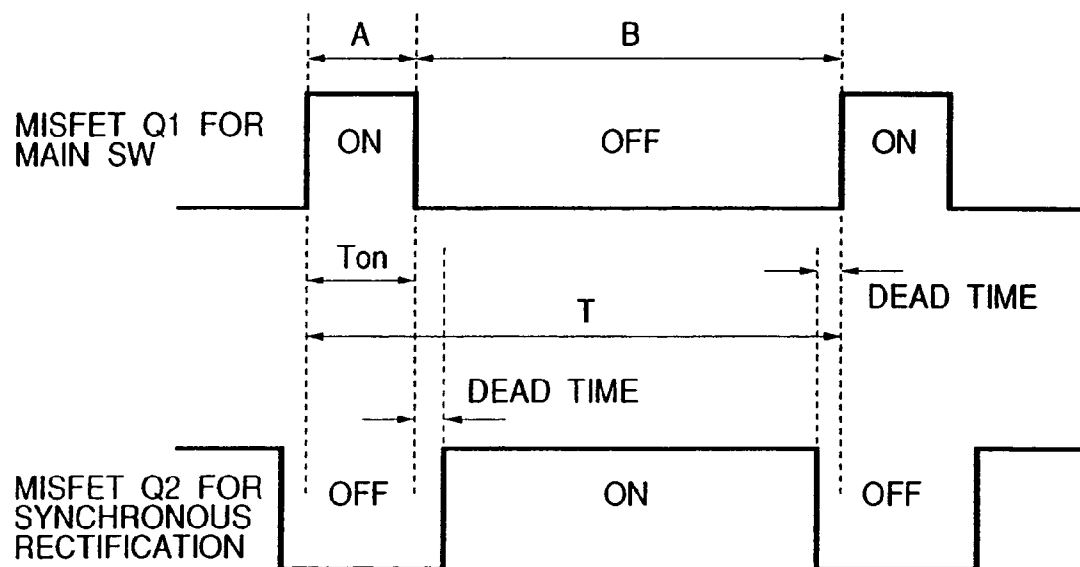 A
B
MISFET Q1 FOR
MAIN SW
ON
OFF
ON
Ton
DEAD TIME
T
DEAD TIME
MISFET Q2 FOR
SYNCHRONOUS
RECTIFICATION
OFF
ON
OFF